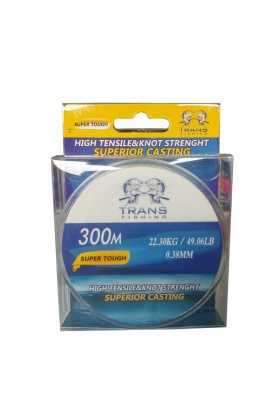 SUPER TOUGH
TRANS
FISHING
HIGH TENSILE&KNOT STRENGHT
SUPERIOR CASTING
TRANS
FISHING
300M
22.30KG / 49.06LB
SUPER TOUGH
0.38MM
HIGH TENSILE&KNOT STRENGHT
SUPERIOR CASTING